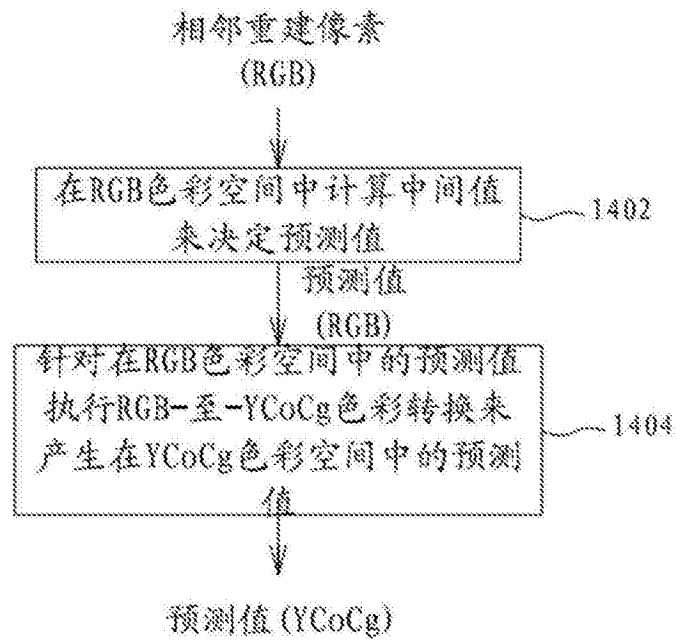 相邻重建像素
(RGB)
在RGB色彩空间中计算中间值
来决定预测值
1402
预测值
(RGB)
针对在RGB色彩空间中的预测值
执行RGB-至-YCoCg色彩转换来
产生在YCoCg色彩空间中的预测
值
1404
预测值(YCoCg)